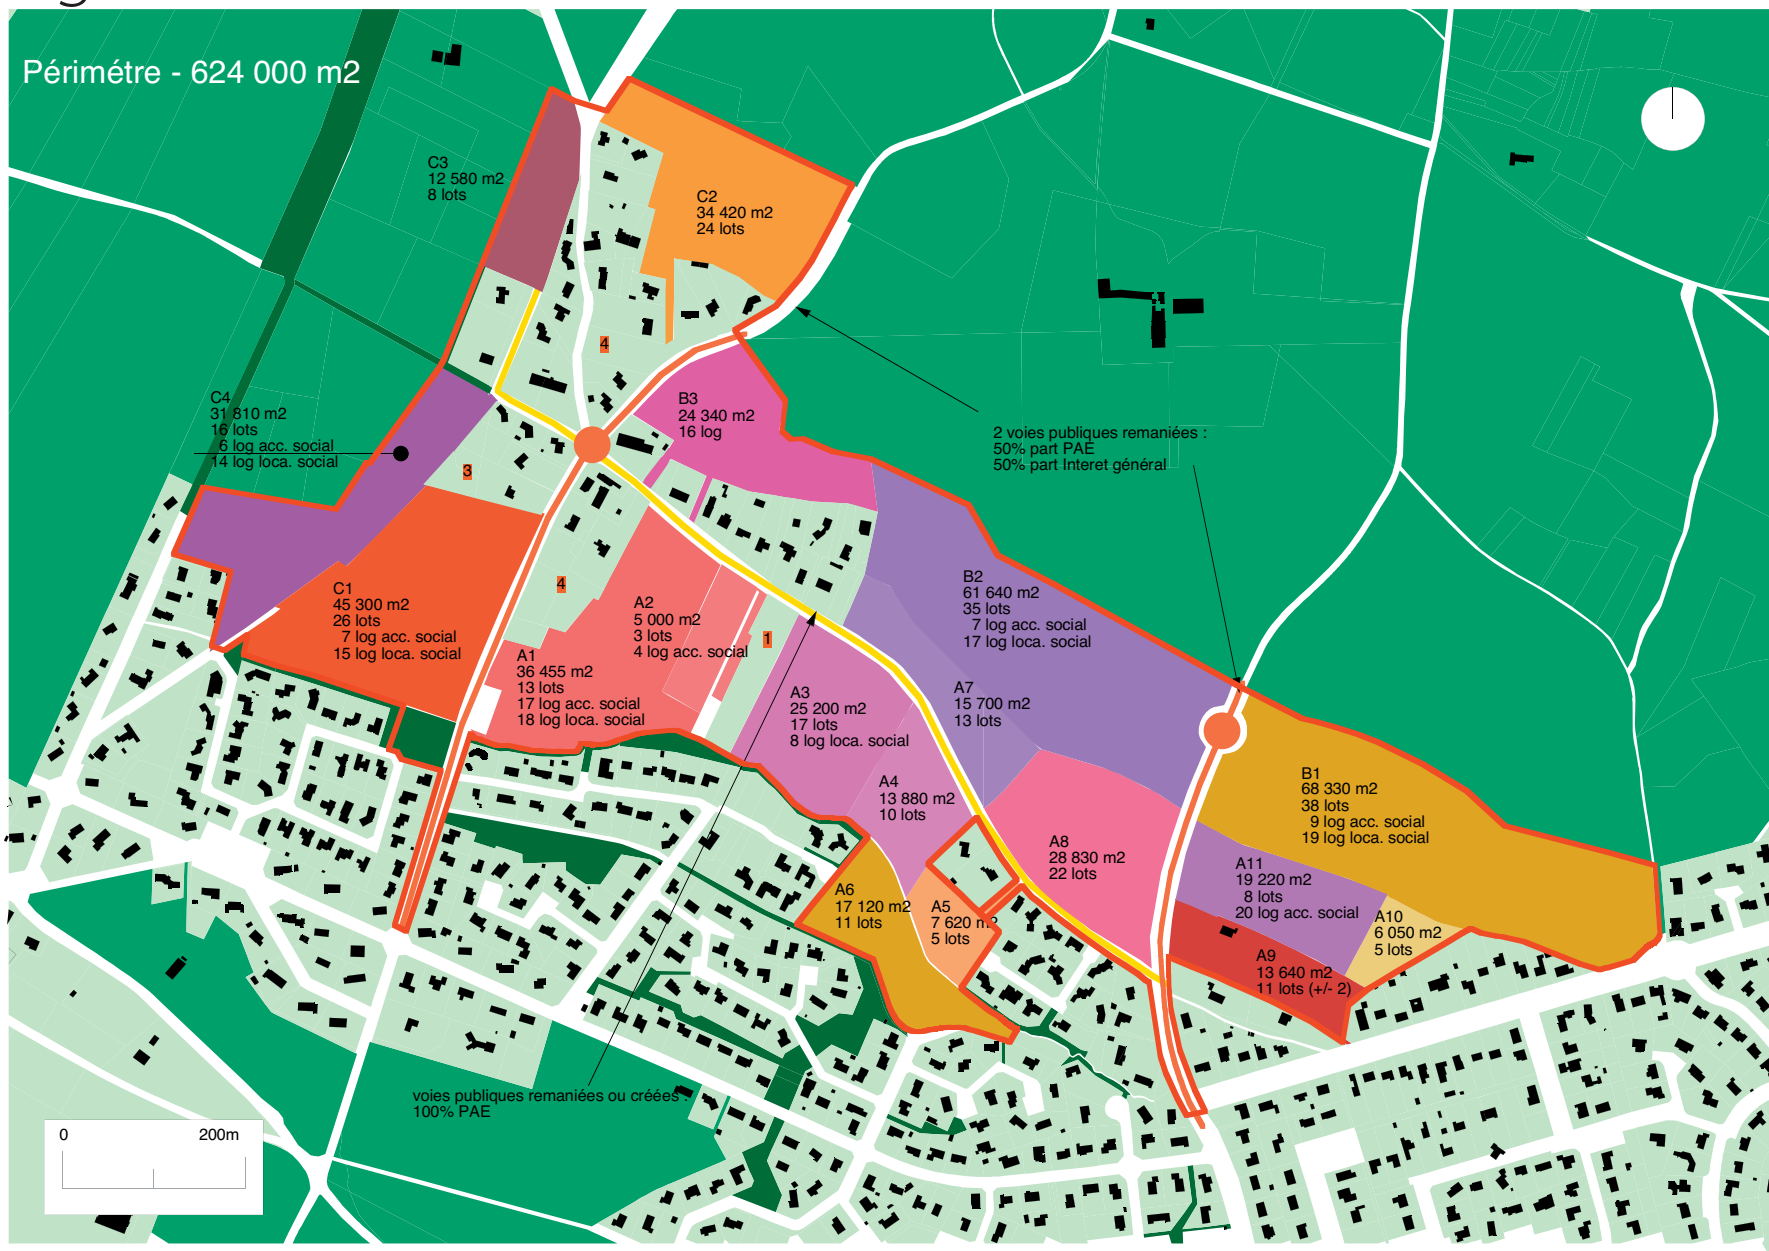 Périmétre - 624 000 m2
C3
12 580 m2
8 lots
C2
34 420 m2
24 lots
4
C4
31 810 m2
16 lots
6 log acc. social
14 log loca. social
3
B3
24 340 m2
16 log
2 voies publiques remaniées :
50% part PAE
50% part Interet général
C1
45 300 m2
26 lots
7 log acc. social
15 log loca. social
4
A2
5 000 m2
3 lots
4 log acc. social
1
B2
61 640 m2
35 lots
7 log acc. social
17 log loca. social
A1
36 455 m2
13 lots
17 log acc. social
18 log loca. social
A3
25 200 m2
17 lots
8 log loca. social
A7
15 700 m2
13 lots
A4
13 880 m2
10 lots
B1
68 330 m2
38 lots
9 log acc. social
19 log loca. social
A8
28 830 m2
22 lots
A11
19 220 m2
8 lots
20 log acc. social
A6
17 120 m2
11 lots
A5
7 620 m2
5 lots
A10
6 050 m2
5 lots
A9
13 640 m2
11 lots (+/- 2)
voies publiques remaniées ou créées :
100% PAE
0 200m